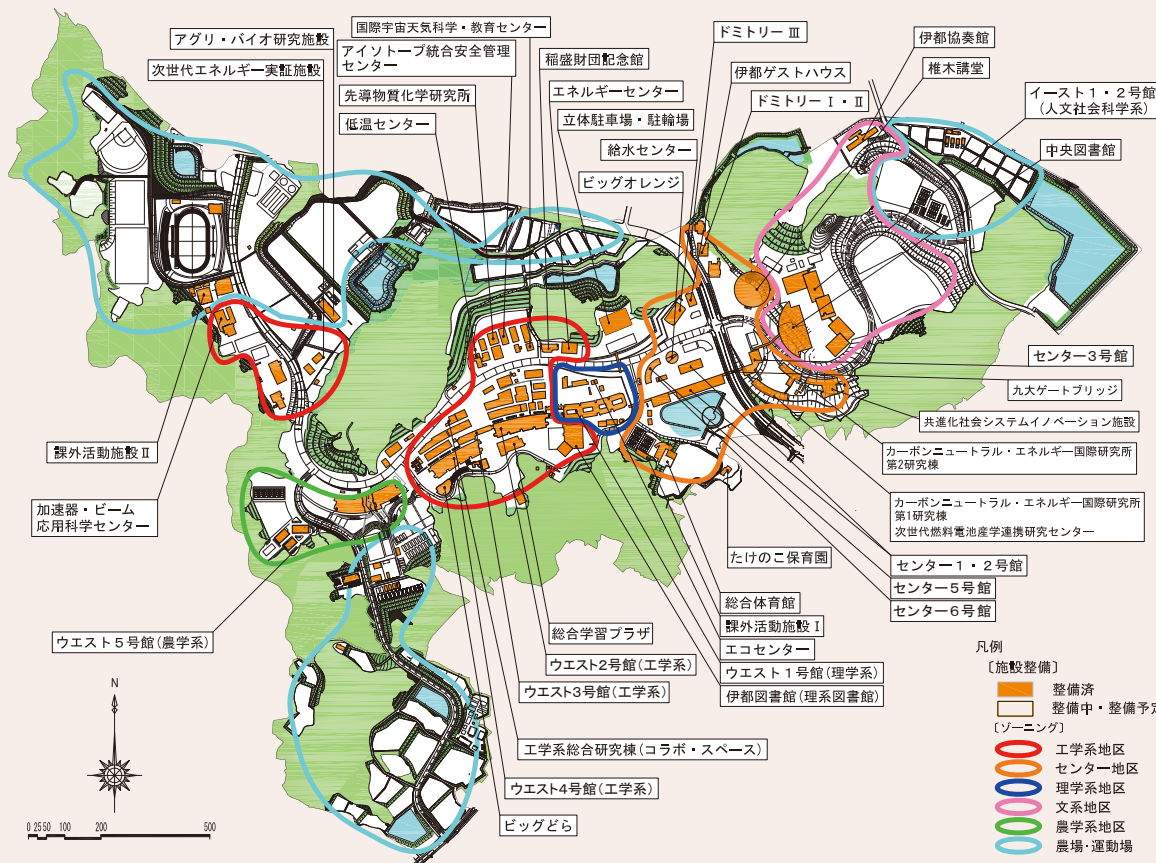 国際宇宙天気科学・教育センター
アグリ・バイオ研究施設
アイソトープ統合安全管理
センター
次世代エネルギー実証施設
先導物質化学研究所
低温センター
稲盛財団記念館
エネルギーセンター
立体駐車場・駐輪場
給水センター
ビッグオレンジ
ドミトリー Ⅲ
伊都ゲストハウス
ドミトリーⅠ・Ⅱ
伊都協奏館
椎木講堂
イースト1・2号館
(人文社会科学系)
中央図書館
センター3号館
九大ゲートブリッジ
共進化社会システムイノベーション施設
カーボンニュートラル・エネルギー国際研究所
第2研究棟
カーボンニュートラル・エネルギー国際研究所
第1研究棟
次世代燃料電池産学連携研究センター
センター1・2号館
センター5号館
センター6号館
たけのこ保育園
総合体育館
課外活動施設Ⅰ
エコセンター
ウエスト1号館(理学系)
伊都図書館(理系図書館)
課外活動施設Ⅱ
加速器・ビーム
応用科学センター
ウエスト5号館(農学系)
総合学習プラザ
ウエスト2号館(工学系)
ウエスト3号館(工学系)
工学系総合研究棟(コラボ・スペース)
ウエスト4号館(工学系)
ビッグどら
N
0 25 50 100 200 500
凡例
〔施設整備〕
整備済
整備中・整備予定
〔ゾーニング〕
工学系地区
センター地区
理学系地区
文系地区
農学系地区
農場・運動場